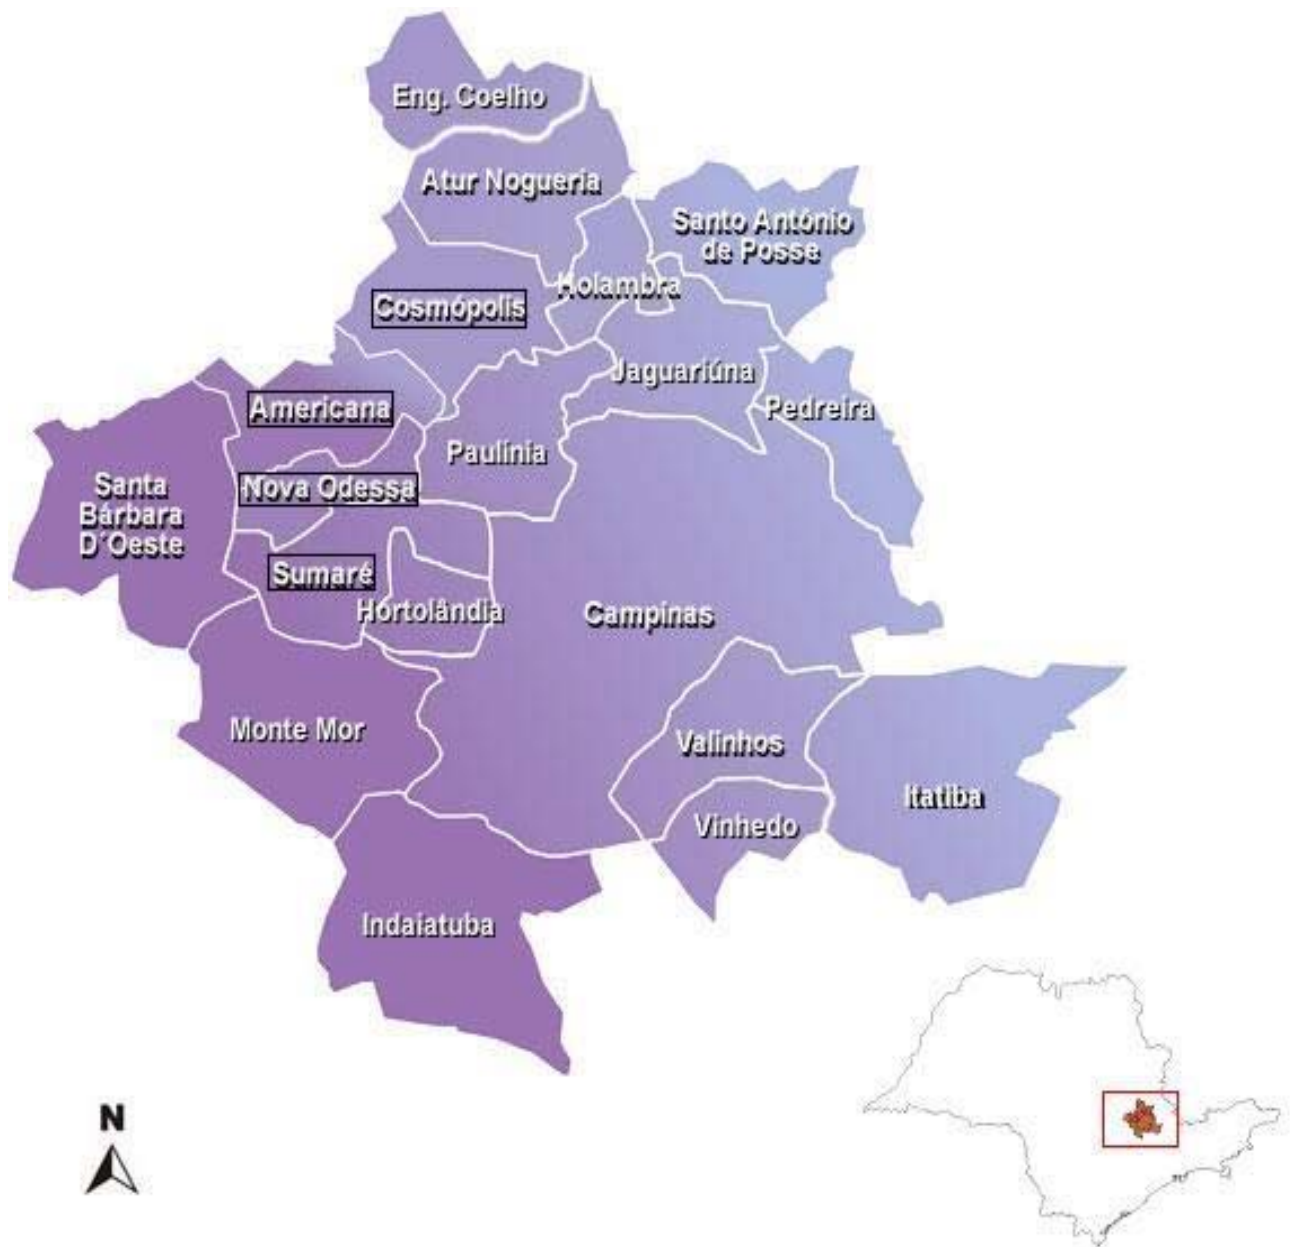 Eng. Coelho
Atur Nogueria
Santo Antônio
de Posse
Holambra
Cosmópolis
Jaguariúna
Americana
Pedreira
Paulínia
Nova Odessa
Santa
Bárbara
D´Oeste
Sumaré
Hortolândia
Campinas
Monte Mor
Valinhos
Itatiba
Vinhedo
Indaiatuba
N